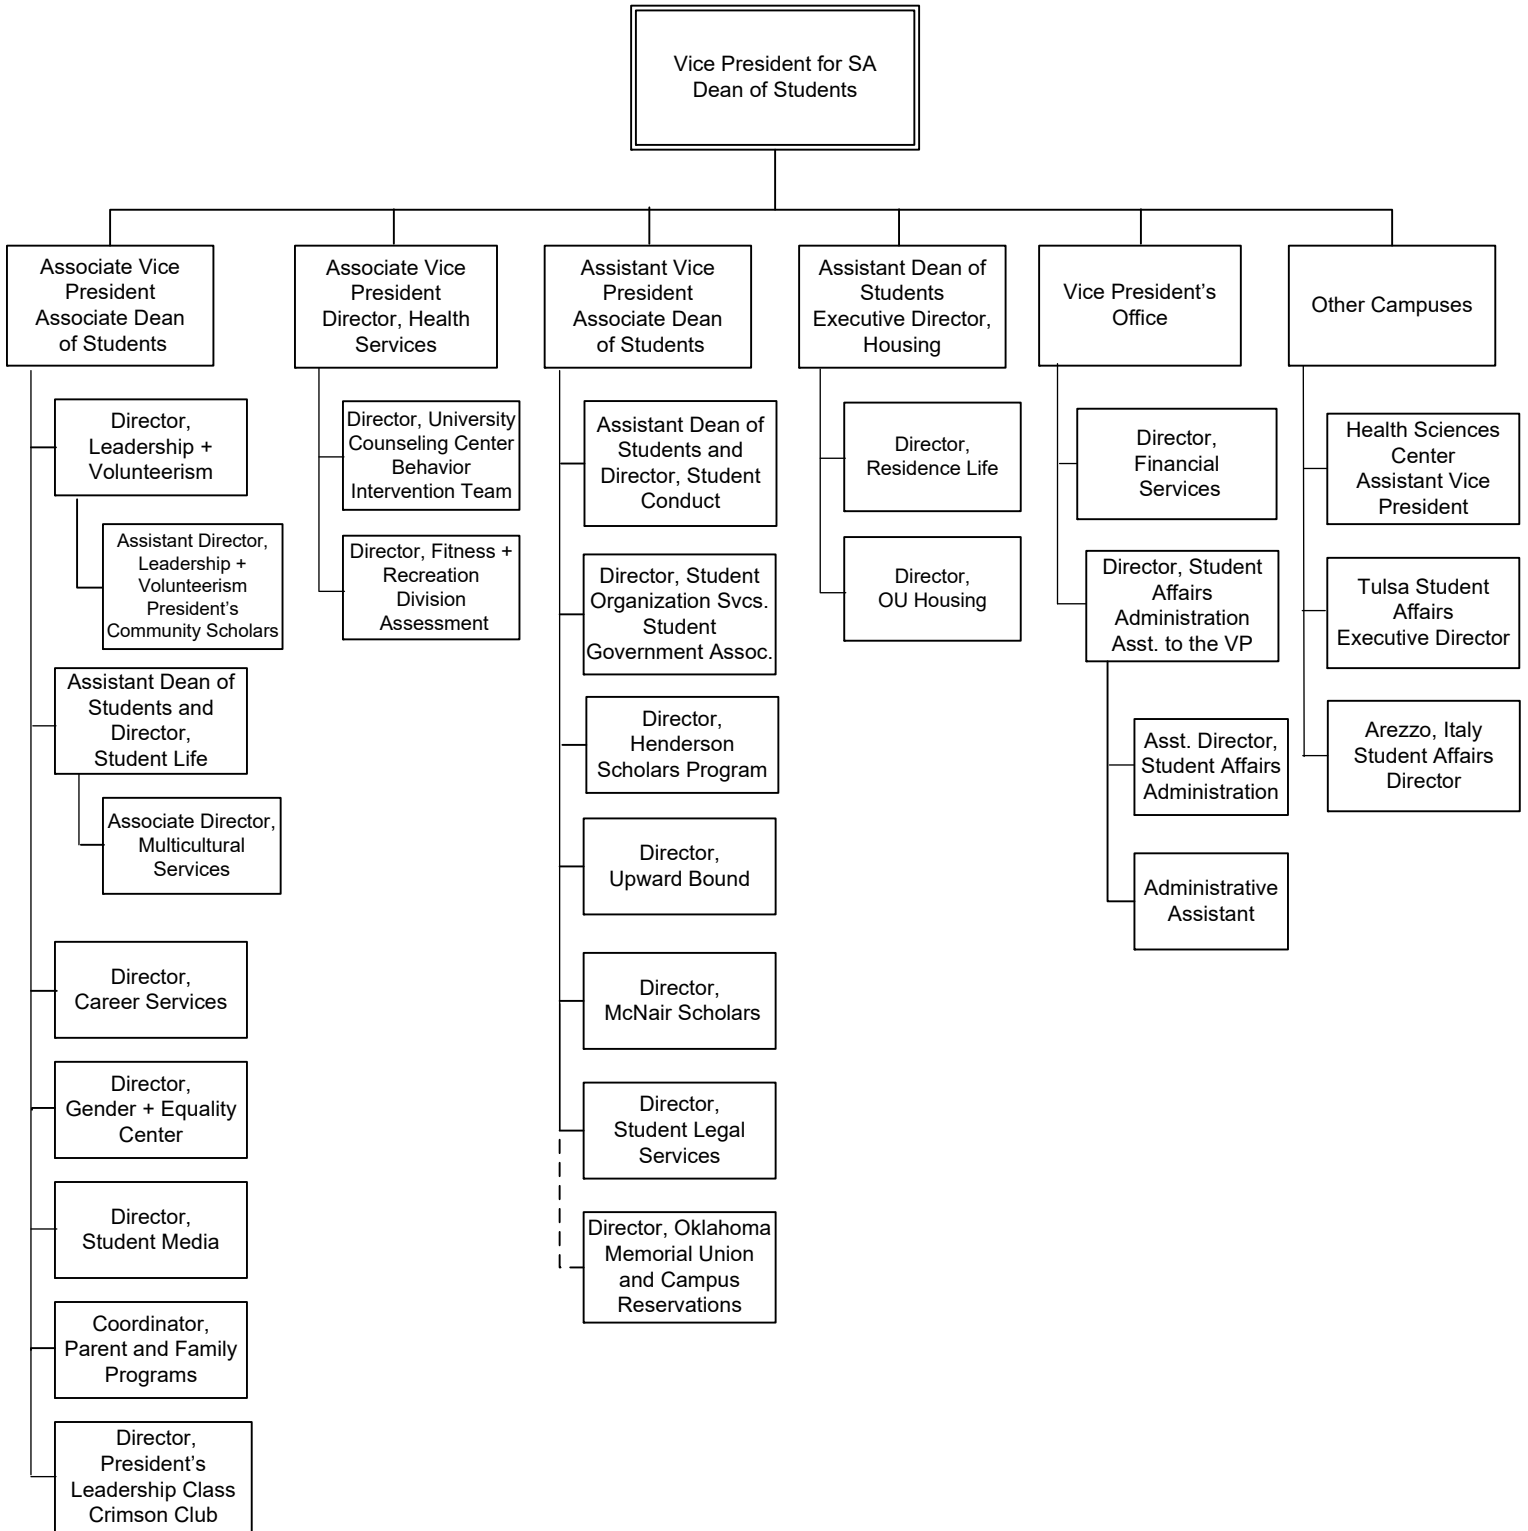 Vice President for SA
Dean of Students
Associate Vice
President
Associate Dean
of Students
Director,
Leadership +
Volunteerism
Assistant Director,
Leadership +
Volunteerism
President’s
Community Scholars
Assistant Dean of
Students and
Director,
Student Life
Associate Director,
Multicultural
Services
Director,
Career Services
Director,
Gender + Equality
Center
Director,
Student Media
Coordinator,
Parent and Family
Programs
Director,
President’s
Leadership Class
Crimson Club
Associate Vice
President
Director, Health
Services
Director, University
Counseling Center
Behavior
Intervention Team
Director, Fitness +
Recreation
Division
Assessment
Assistant Vice
President
Associate Dean
of Students
Assistant Dean of
Students and
Director, Student
Conduct
Director, Student
Organization Svcs.
Student
Government Assoc.
Director,
Henderson
Scholars Program
Director,
Upward Bound
Director,
McNair Scholars
Director,
Student Legal
Services
Director, Oklahoma
Memorial Union
and Campus
Reservations
Assistant Dean of
Students
Executive Director,
Housing
Director,
Residence Life
Director,
OU Housing
Vice President’s
Office
Director,
Financial
Services
Director, Student
Affairs
Administration
Asst. to the VP
Asst. Director,
Student Affairs
Administration
Administrative
Assistant
Other Campuses
Health Sciences
Center
Assistant Vice
President
Tulsa Student
Affairs
Executive Director
Arezzo, Italy
Student Affairs
Director